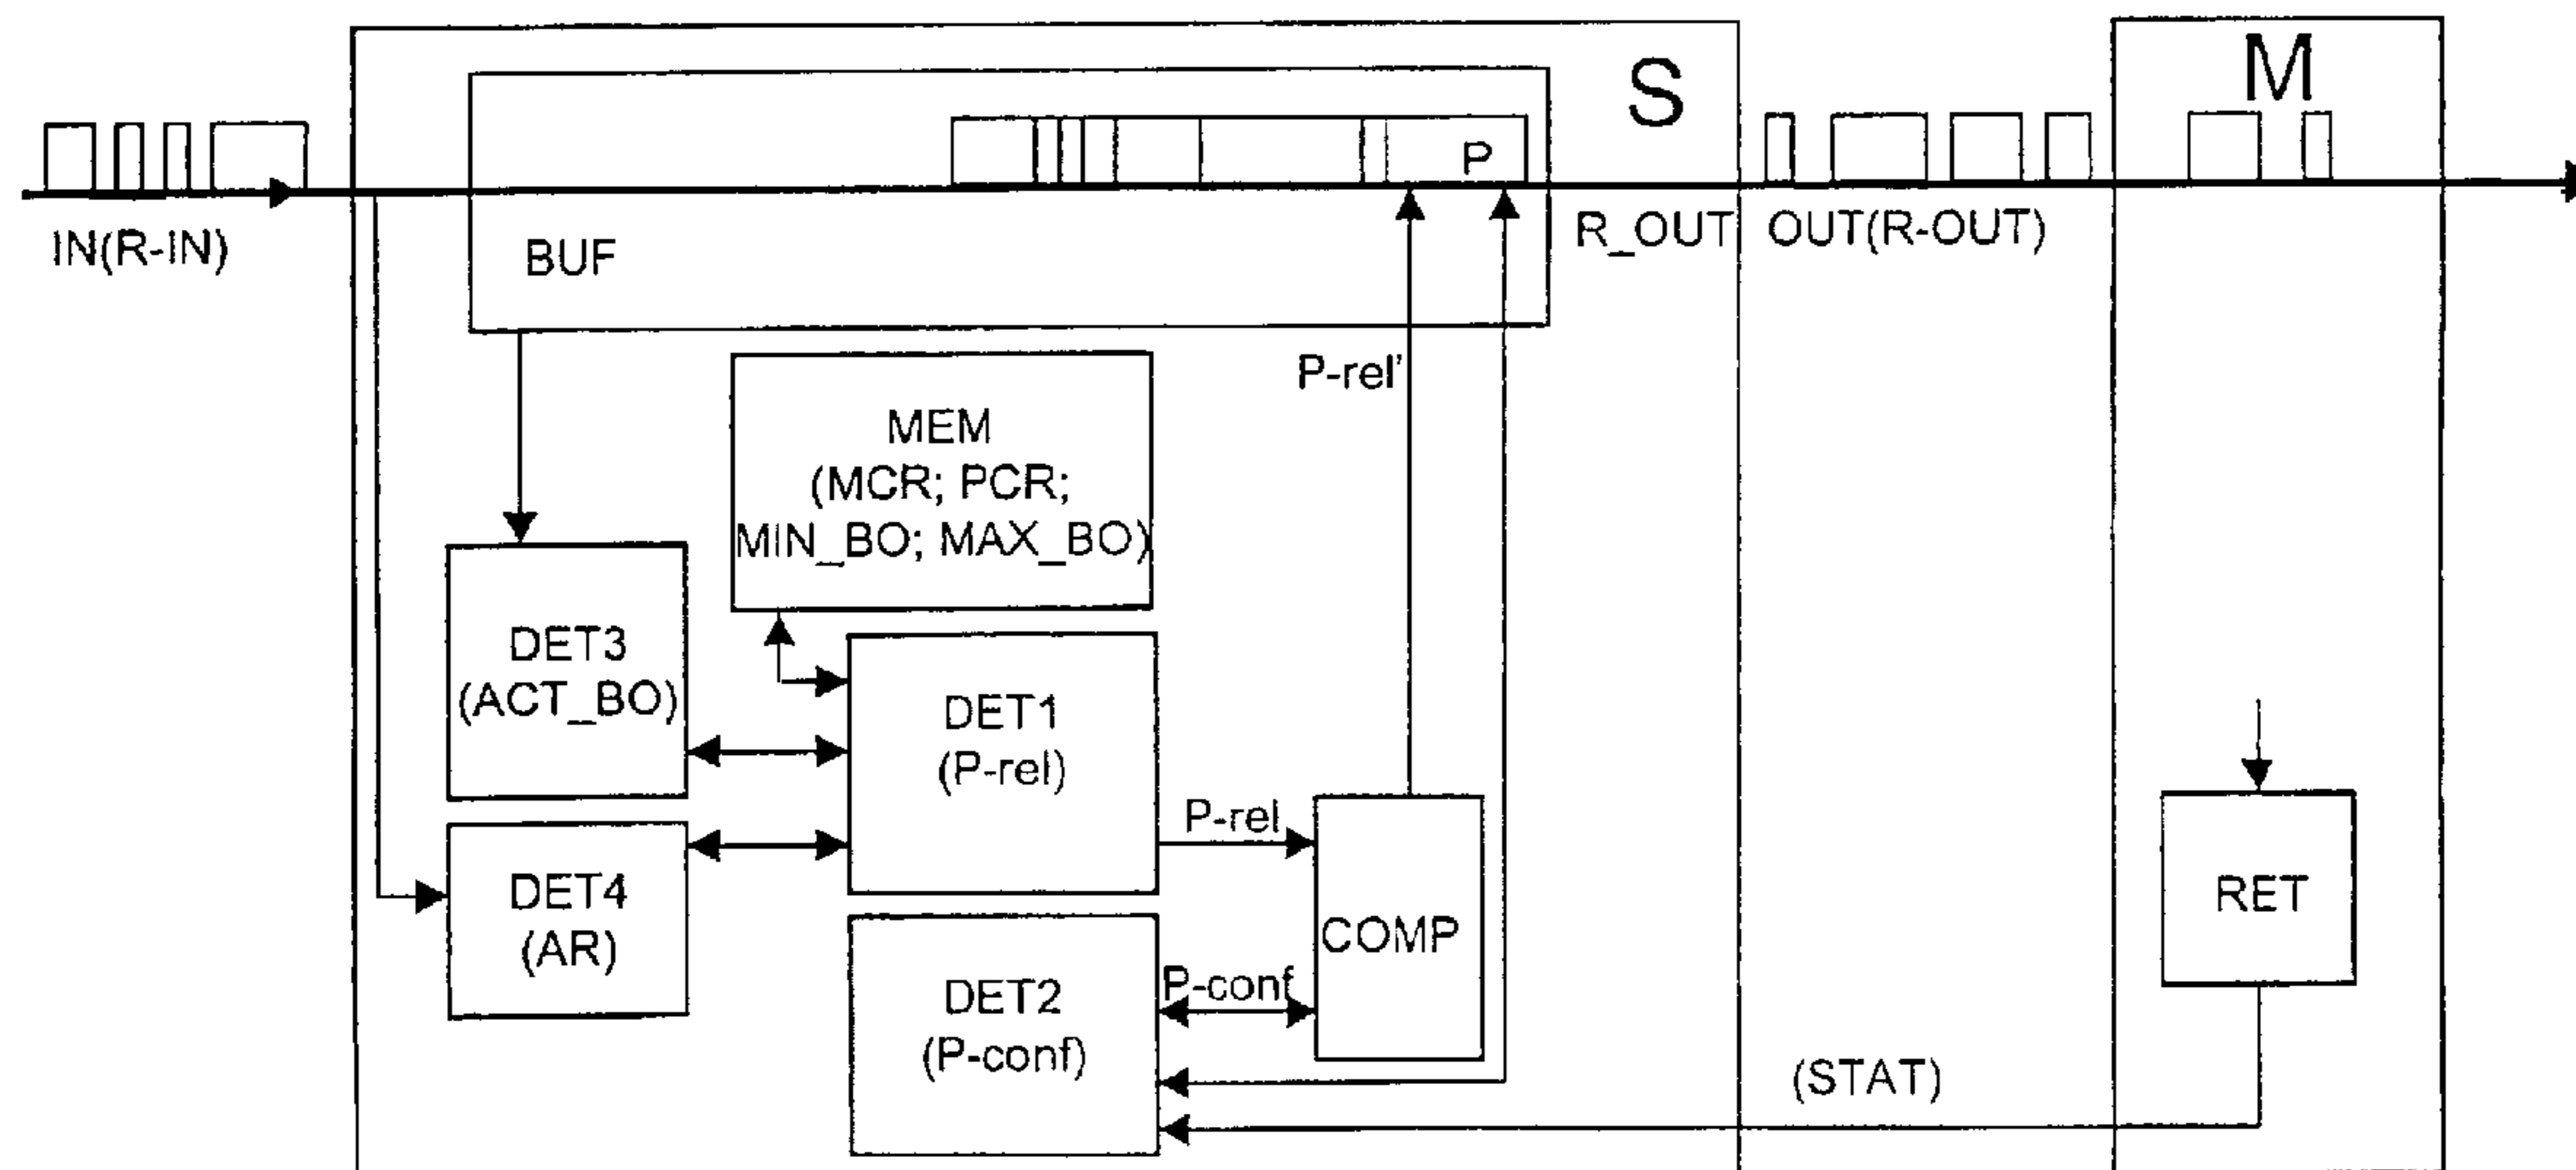 S
M
P
IN(R-IN)
BUF
R_OUT
OUT(R-OUT)
P-rel'
MEM
(MCR; PCR;
MIN_BO; MAX_BO)
DET3
(ACT_BO)
DET1
(P-rel)
P-rel
DET4
(AR)
RET
COMP
P-conf
DET2
(P-conf)
(STAT)